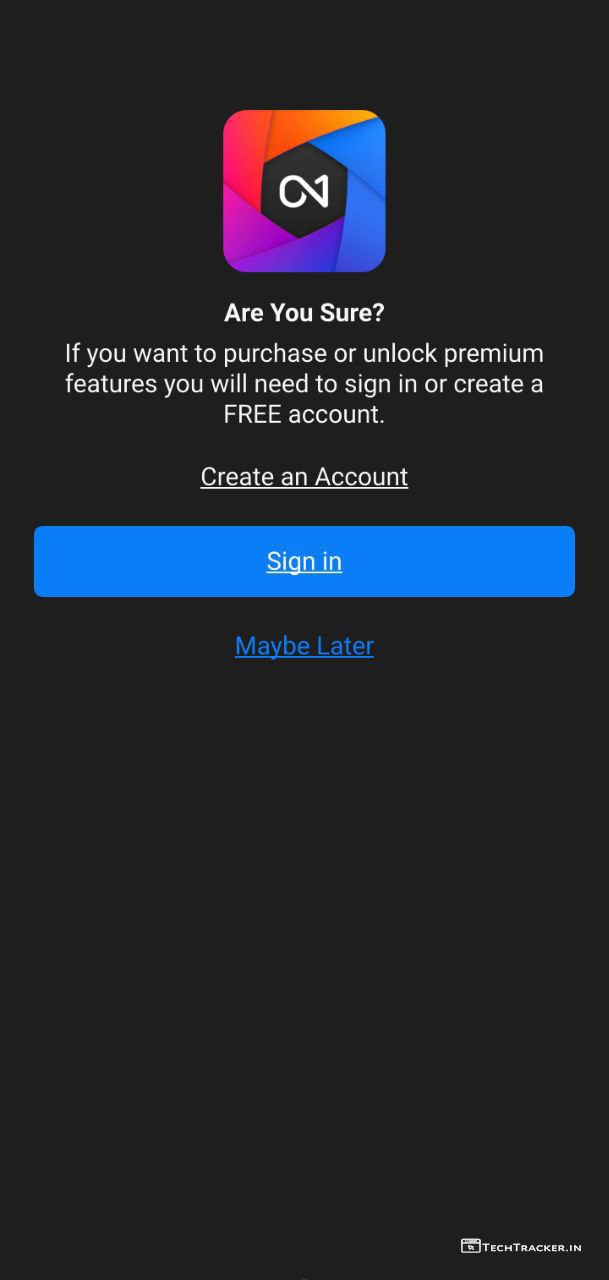 ON1
Are You Sure?
If you want to purchase or unlock premium
features you will need to sign in or create a
FREE account.
Create an Account
Sign in
Maybe Later
TECHTRACKER.IN